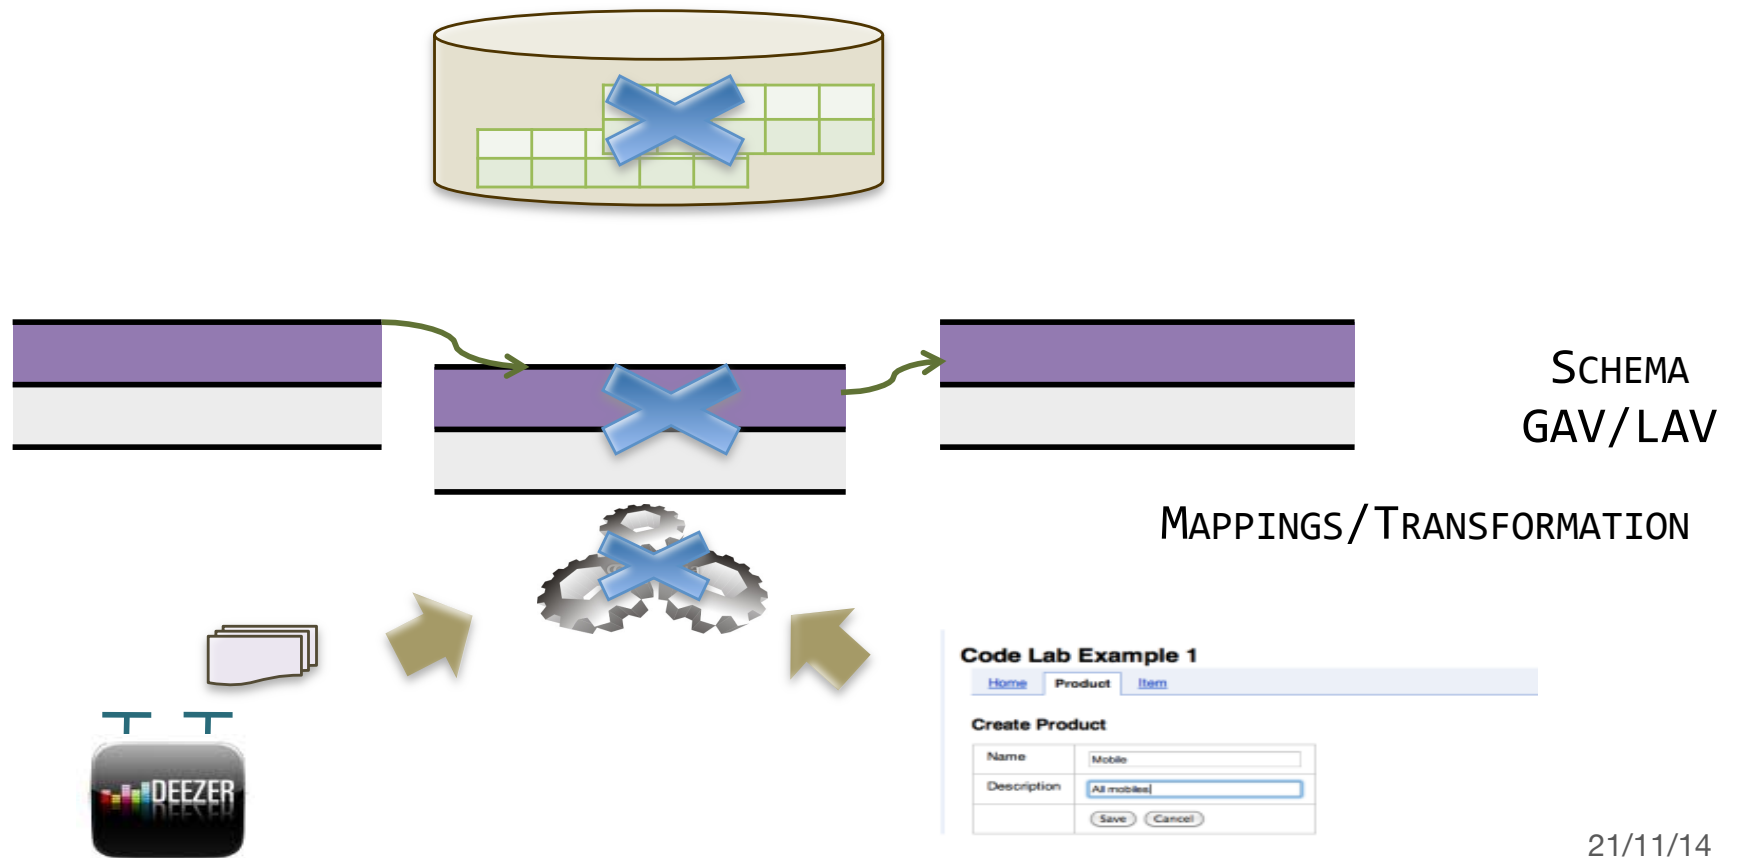 SCHEMA
GAV/LAV
MAPPINGS/TRANSFORMATION
Code Lab Example 1
Home Product Item
Create Product
Name Mobile
Description All mobiles
Save Cancel
DEEZER
21/11/14